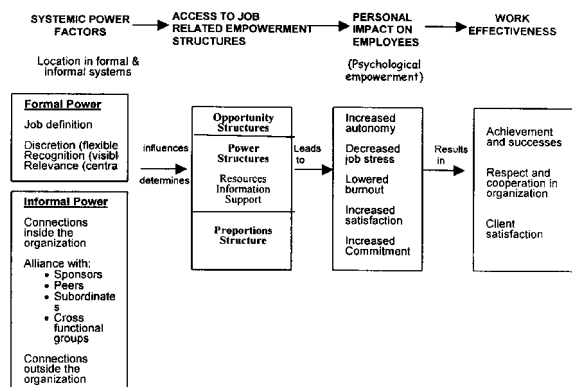 SYSTEMIC POWER
FACTORS
ACCESS TO JOB
RELATED EMPOWERMENT
STRUCTURES
PERSONAL
IMPACT ON
EMPLOYEES
WORK
EFFECTIVENESS
Location in formal &
informal systems
(Psychological
empowerment)
Formal Power
Job definition
Discretion (flexible
Recognition (visibl
Relevance (centra
influences
determines
Opportunity
Structures
Power
Structures
Resources
Information
Support
Proportions
Structure
Leads
to
Increased
autonomy
Decreased
job stress
Lowered
burnout
Increased
satisfaction
Increased
Commitment
Results
in
Achievement and
successes
Respect and
cooperation in
organization
Client
satisfaction
Informal Power
Connections
inside the
organization
Alliance with:
• Sponsors
• Peers
• Subordinate
s
• Cross
functional
groups
Connections
outside the
organization